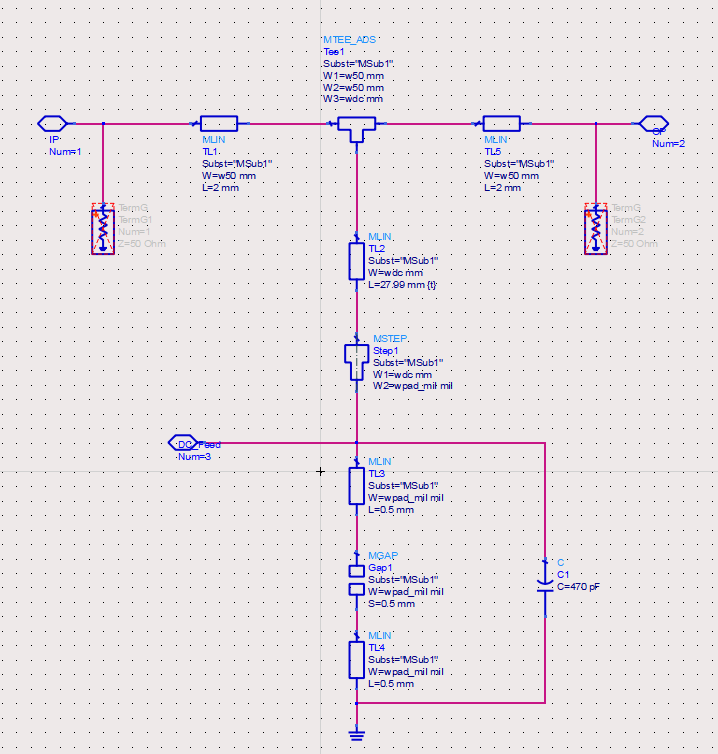 MTEE_ADS
Tee1
Subst="MSub1"
W1=w50 mm
W2=w50 mm
W3=wdc mm
IP
Num=1
MLIN
TL1
Subst="MSub1"
W=w50 mm
L=2 mm
MLIN
TL5
Subst="MSub1"
W=w50 mm
L=2 mm
OP
Num=2
TermG
TermG1
Num=1
Z=50 Ohm
TermG
TermG2
Num=2
Z=50 Ohm
MLIN
TL2
Subst="MSub1"
W=wdc mm
L=27.99 mm {t}
MSTEP
Step1
Subst="MSub1"
W1=wdc mm
W2=wpad_mil mil
DC_Feed
Num=3
MLIN
TL3
Subst="MSub1"
W=wpad_mil mil
L=0.5 mm
MGAP
Gap1
Subst="MSub1"
W=wpad_mil mil
S=0.5 mm
C
C1
C=470 pF
MLIN
TL4
Subst="MSub1"
W=wpad_mil mil
L=0.5 mm